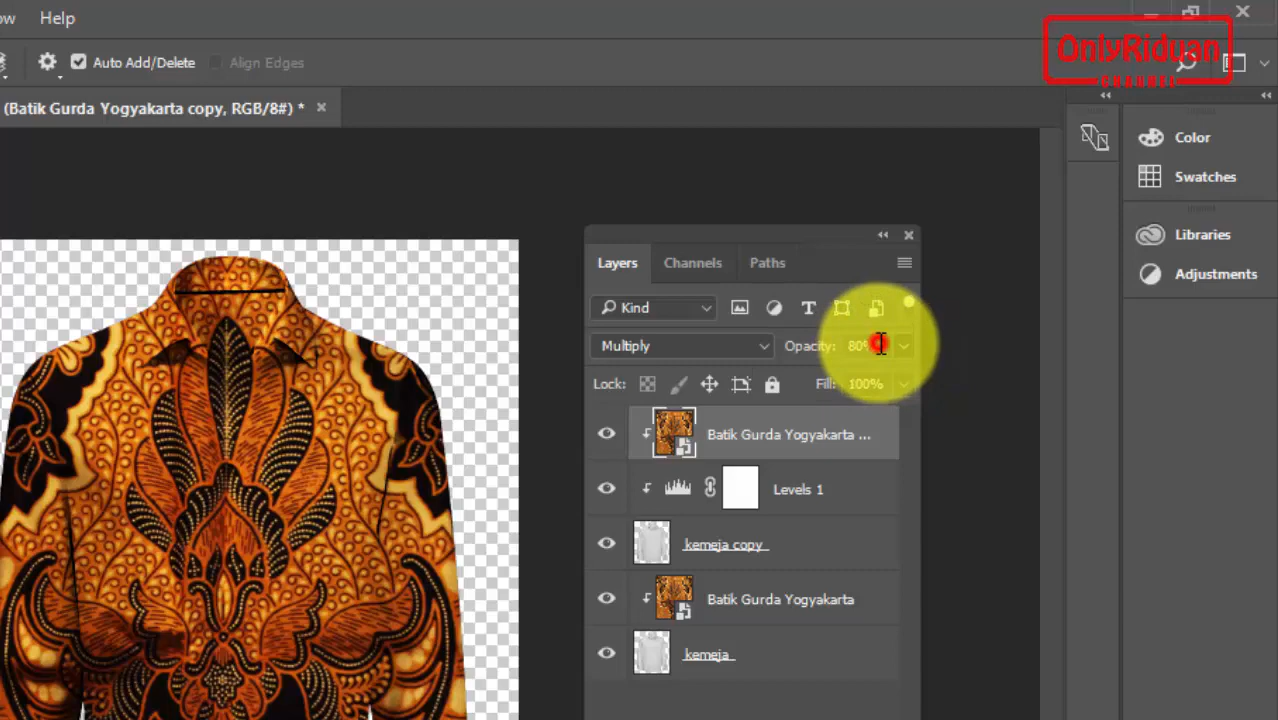 Help
OnlyRiduan
CHANNEL
Auto Add/Delete
Align Edges
(Batik Gurda Yogyakarta copy, RGB/8#) *
Color
Swatches
Libraries
Adjustments
Layers
Channels
Paths
Kind
Multiply
Opacity: 80%
Lock:
Fill: 100%
Batik Gurda Yogyakarta ...
Levels 1
kemeja copy
Batik Gurda Yogyakarta
kemeja